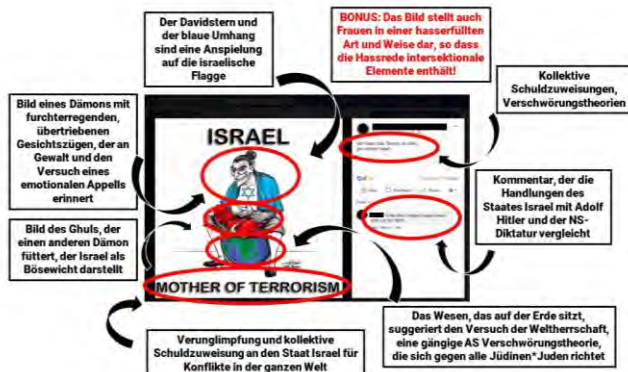 Der Davidstern und
der blaue Umhang
sind eine Anspielung
auf die israelische
Flagge
BONUS: Das Bild stellt auch
Frauen in einer hasserfüllten
Art und Weise dar, so dass
die Hassrede intersektionale
Elemente enthält!
Kollektive
Schuldzuweisungen,
Verschwörungstheorien
Bild eines Dämons mit
furchterregenden,
übertriebenen
Gesichtszügen, der an
Gewalt und den
Versuch eines
emotionalen Appells
erinnert
ISRAEL
Kommentar, der die
Handlungen des
Staates Israel mit Adolf
Hitler und der NS-
Diktatur vergleicht
Bild des Ghuls, der
einen anderen Dämon
füttert, der Israel als
Bösewicht darstellt
MOTHER OF TERRORISM
Das Wesen, das auf der Erde sitzt,
suggeriert den Versuch der Weltherrschaft,
eine gängige AS Verschwörungstheorie,
die sich gegen alle Jüdinen*Juden richtet
Verunglimpfung und kollektive
Schuldzuweisung an den Staat Israel für
Konflikte in der ganzen Welt